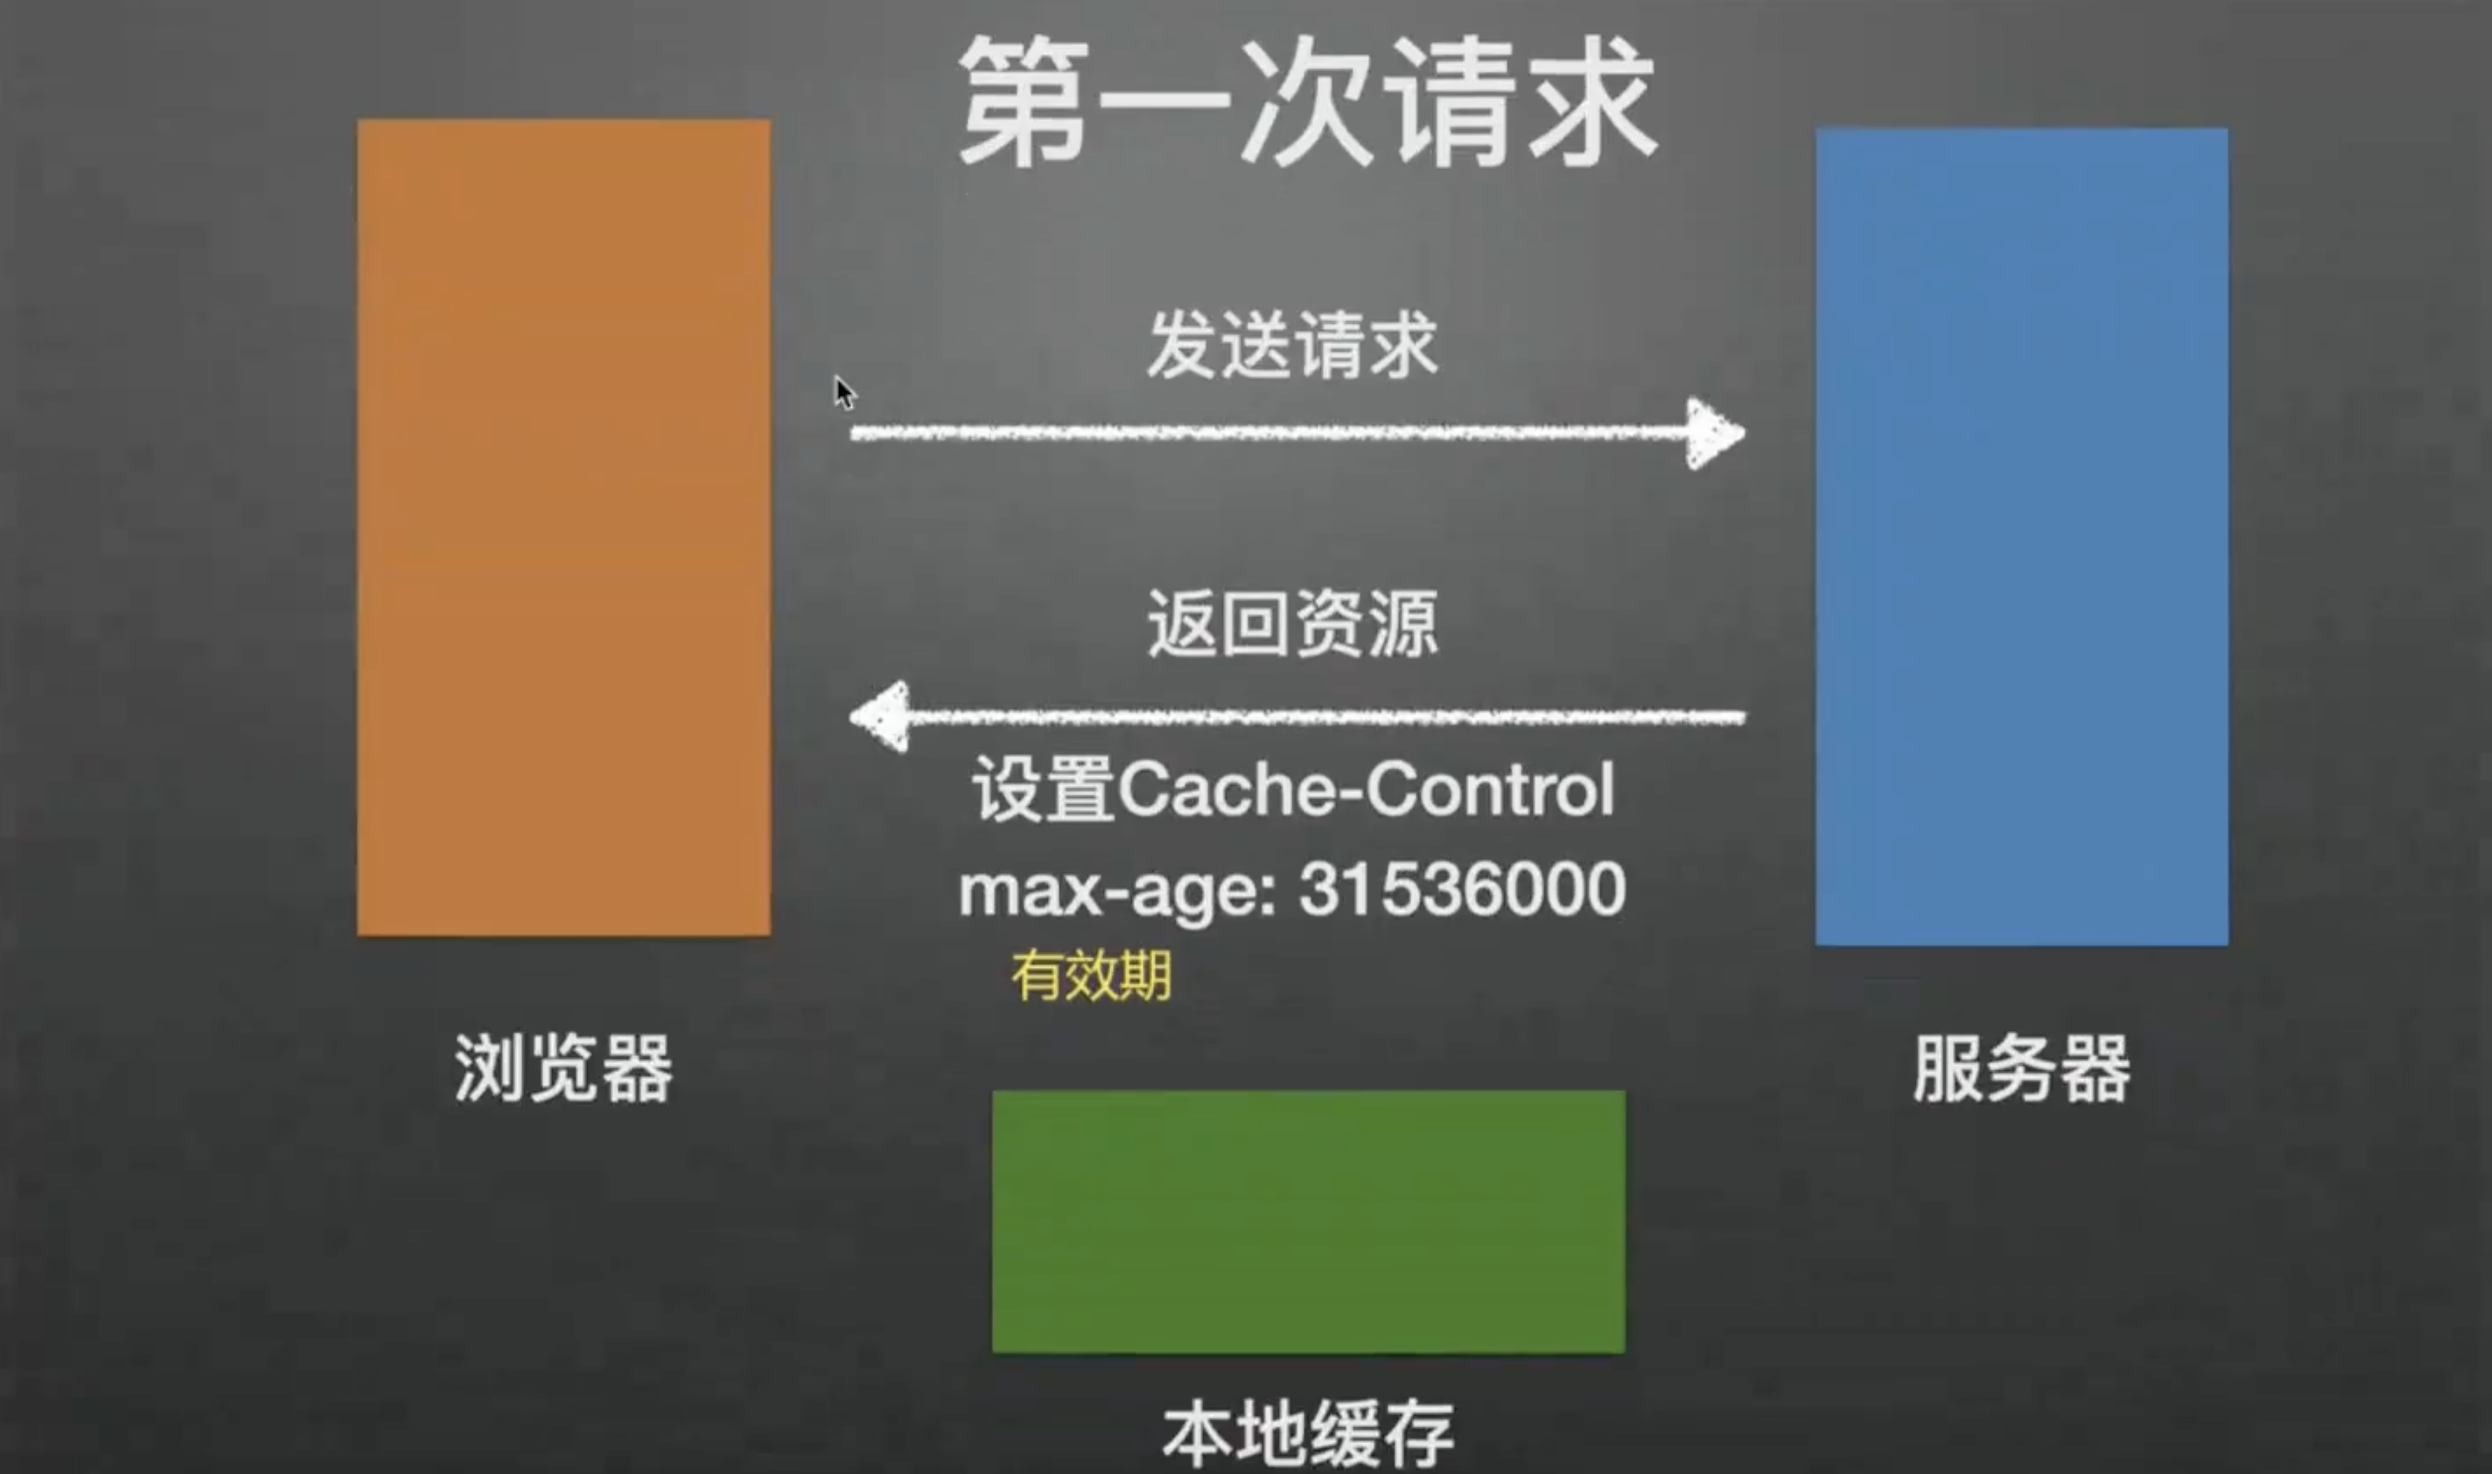 第一次请求
发送请求
返回资源
设置Cache-Control
max-age: 31536000
有效期
浏览器
服务器
本地缓存